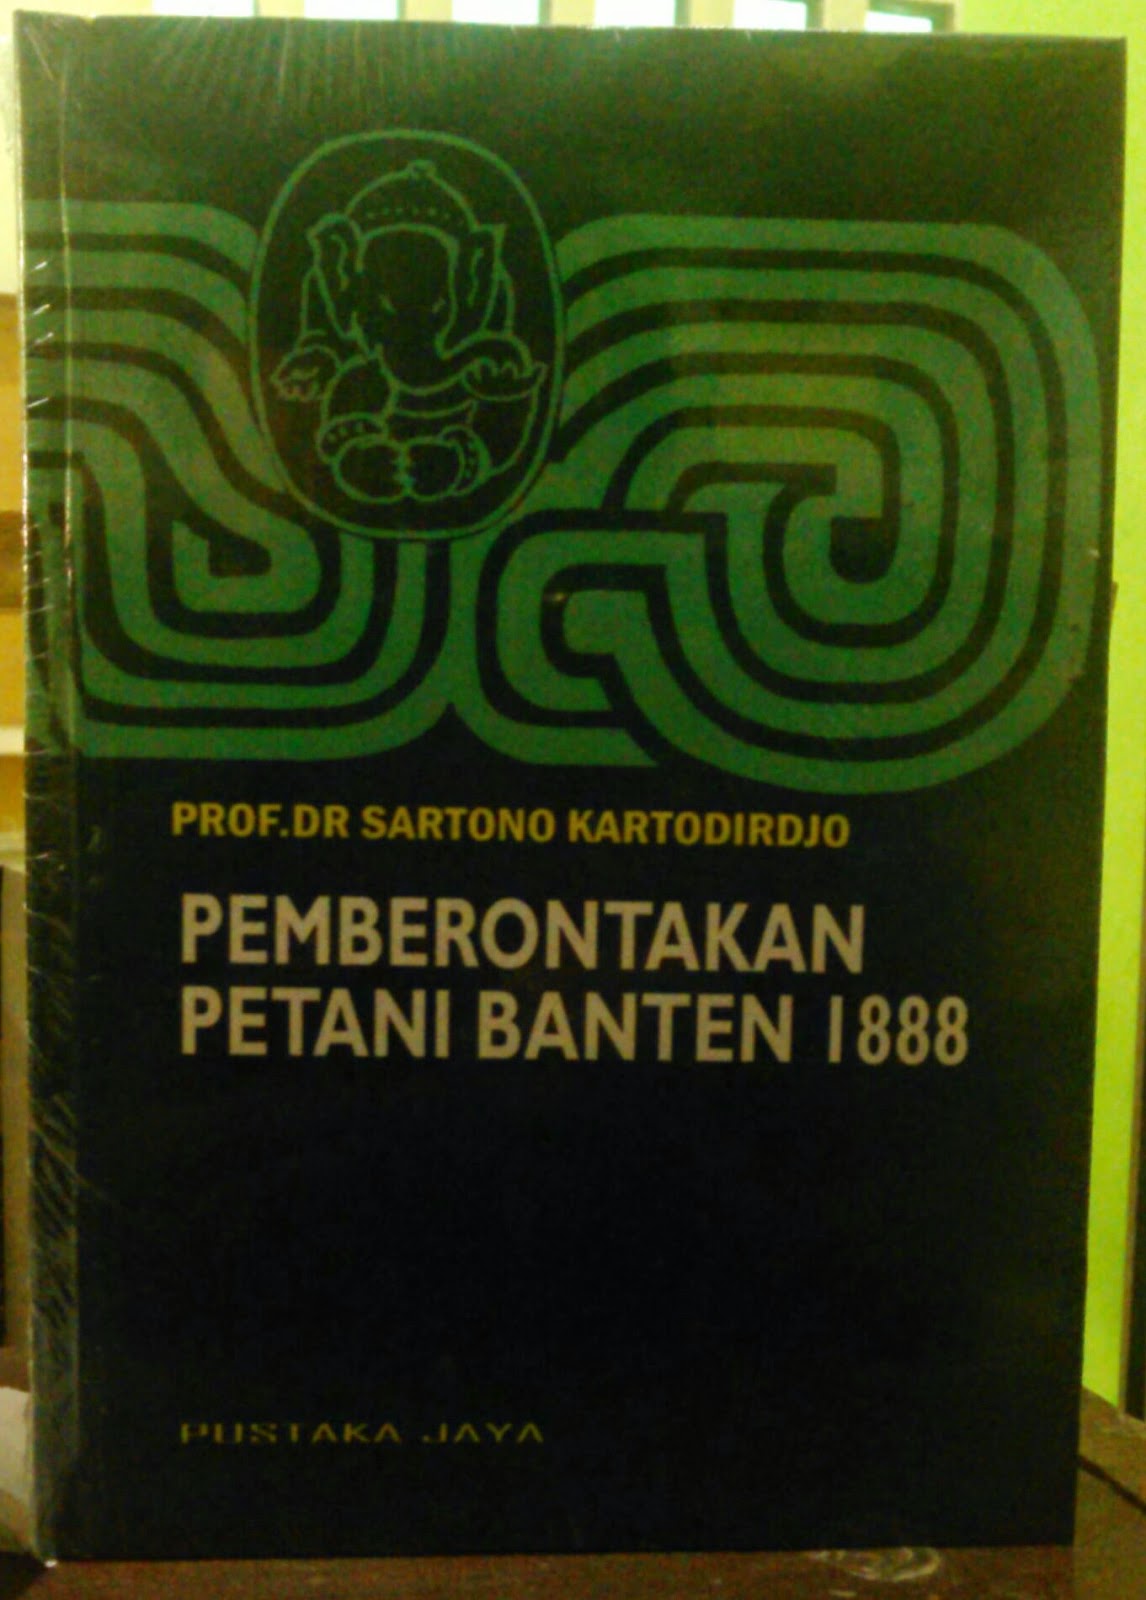 PROF.DR SARTONO KARTODIRDJO
PEMBERONTAKAN
PETANI BANTEN 1888
PUSTAKA JAYA